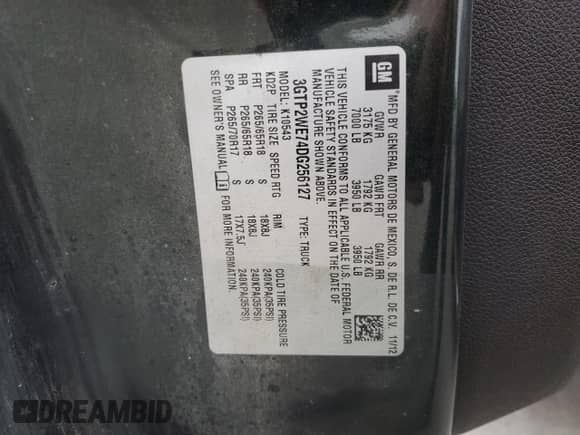 GM
MFD BY GENERAL MOTORS DE MEXICO, S. DE R.L. DE C.V. 11/12
GVWR GAWR FRT GAWR RR
3175 KG 1792 KG 1792 KG
7000 LB 3950 LB 3950 LB
THIS VEHICLE CONFORMS TO ALL APPLICABLE U.S. FEDERAL MOTOR
VEHICLE SAFETY STANDARDS IN EFFECT ON THE DATE OF
MANUFACTURE SHOWN ABOVE.
3GTP2WE74DG256127 TYPE: TRUCK
MODEL: K10543
KD2P TIRE SIZE SPEED RTG RIM COLD TIRE PRESSURE
FRT P265/65R18 S 18X8J 240KPA(35PSI)
RR P265/65R18 S 18X8J 240KPA(35PSI)
SPA P265/70R17 S 17X7.5J 240KPA(35PSI)
SEE OWNER'S MANUAL FOR MORE INFORMATION.
DREAMBID